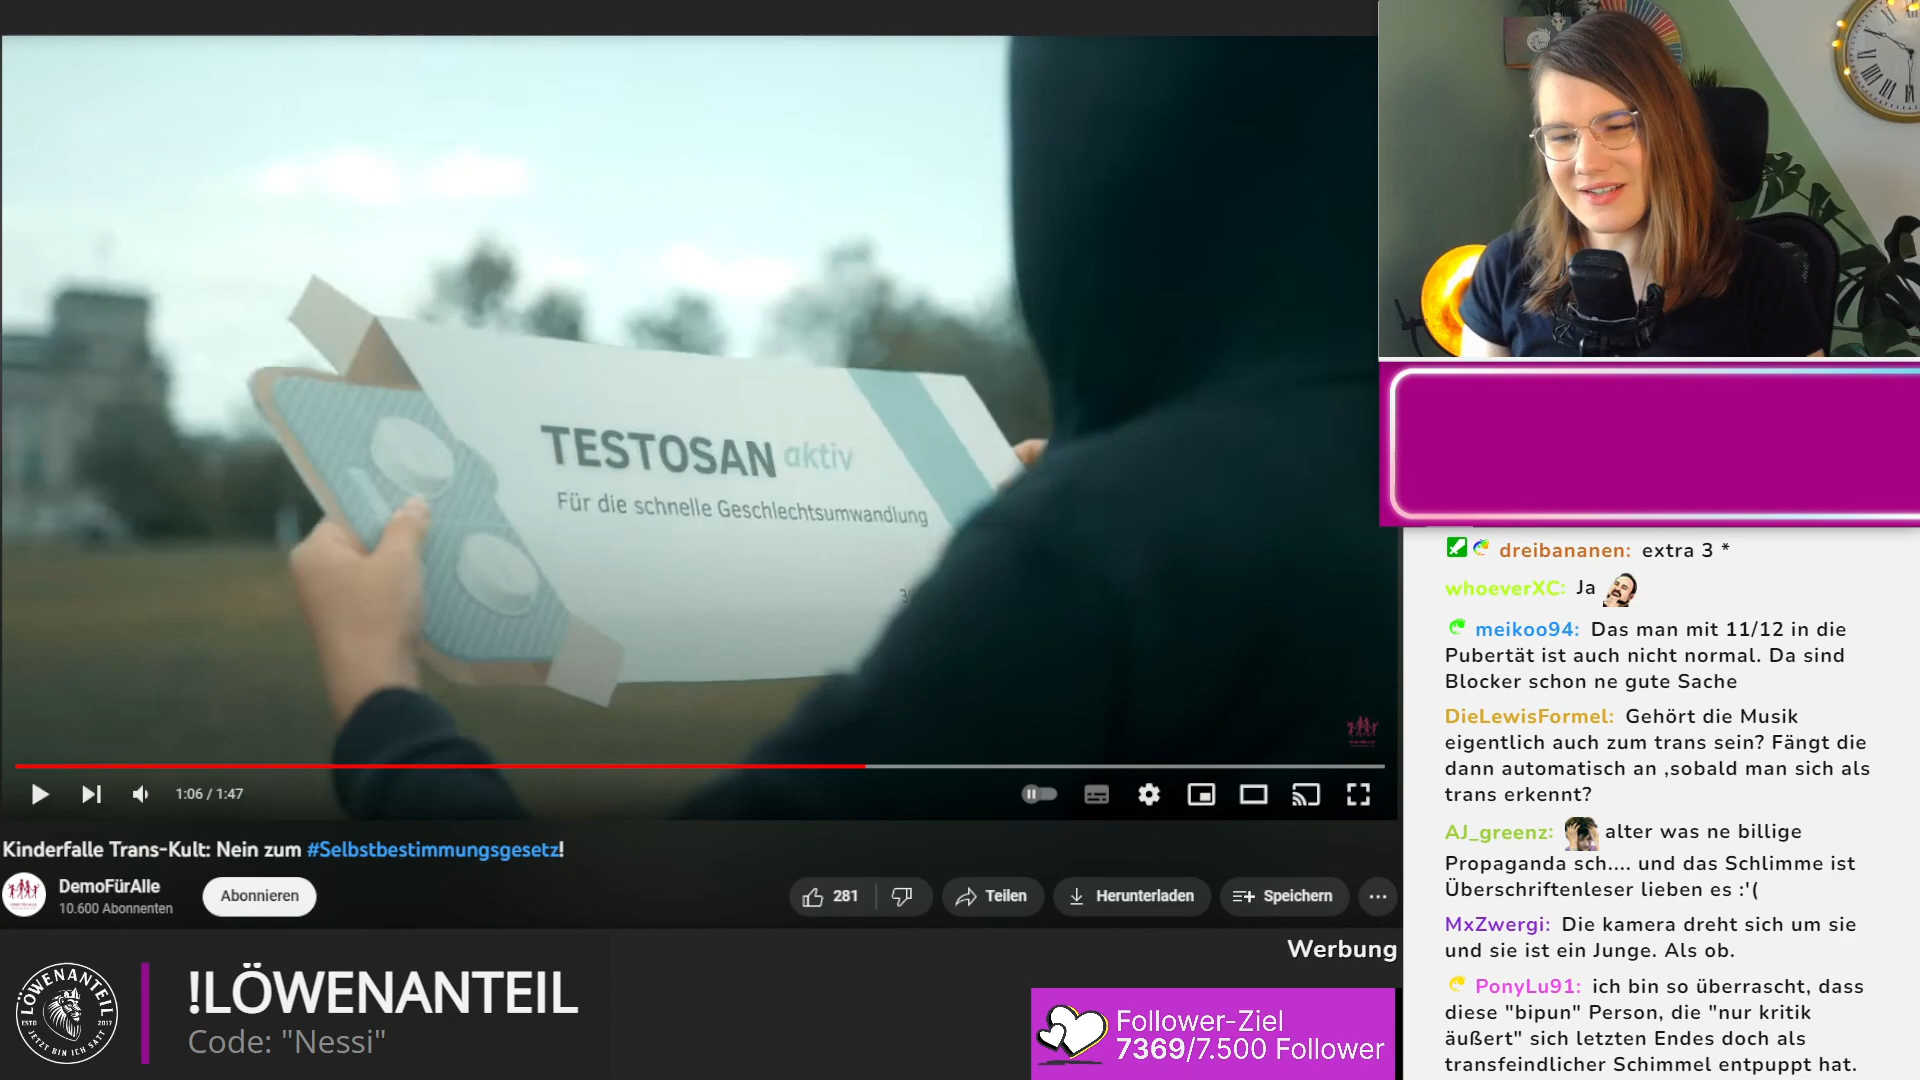 TESTOSAN aktiv
Für die schnelle Geschlechtsumwandlung
1:06 / 1:47
Kinderfalle Trans-Kult: Nein zum #Selbstbestimmungsgesetz!
DemoFürAlle
10.600 Abonnenten
Abonnieren
281
Teilen
Herunterladen
Speichern
Werbung
LÖWENANTEIL
ESTD 2017
JETZT BIN ICH SATT
!LÖWENANTEIL
Code: "Nessi"
Follower-Ziel
7369/7.500 Follower
dreibananen: extra 3 *
whoeverXC: Ja
meikoo94: Das man mit 11/12 in die
Pubertät ist auch nicht normal. Da sind
Blocker schon ne gute Sache
DieLewisFormel: Gehört die Musik
eigentlich auch zum trans sein? Fängt die
dann automatisch an ,sobald man sich als
trans erkennt?
AJ_greenz: alter was ne billige
Propaganda sch.... und das Schlimme ist
Überschriftenleser lieben es :'(
MxZwergi: Die kamera dreht sich um sie
und sie ist ein Junge. Als ob.
PonyLu91: ich bin so überrascht, dass
diese "bipun" Person, die "nur kritik
äußert" sich letzten Endes doch als
transfeindlicher Schimmel entpuppt hat.